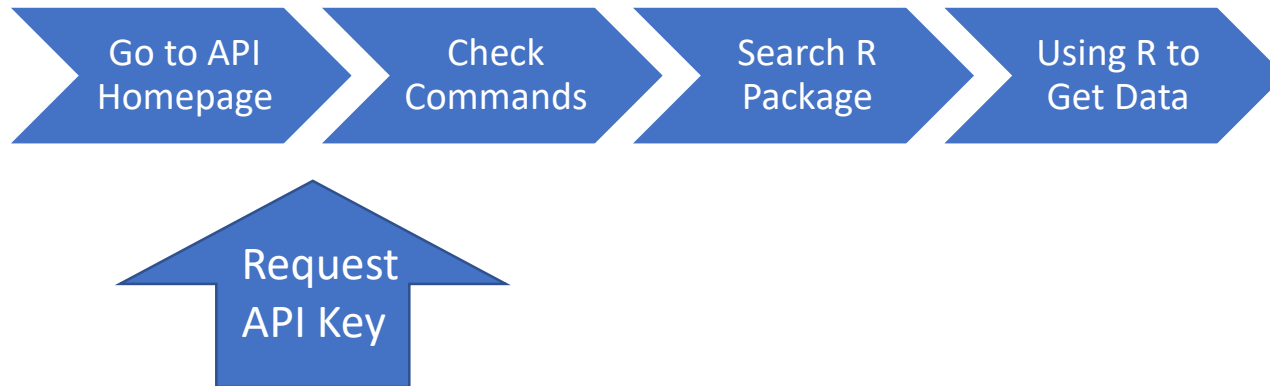 Go to API
Homepage
Check
Commands
Search R
Package
Using R to
Get Data
Request
API Key